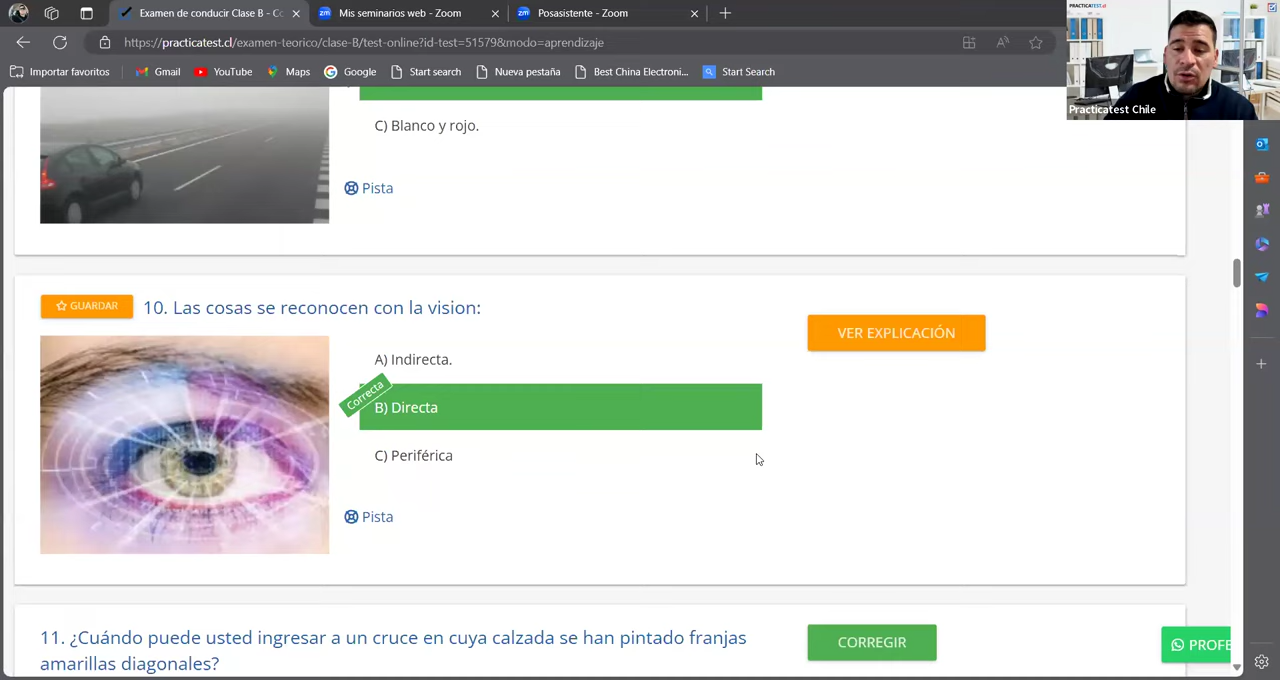 Examen de conducir Clase B - Co
Mis seminarios web - Zoom
Posasistente - Zoom
https://practicatest.cl/examen-teorico/clase-B/test-online?id-test=51579&modo=aprendizaje
Importar favoritos
Gmail
YouTube
Maps
Google
Start search
Nueva pestaña
Best China Electroni...
Start Search
PRACTICATEST.CL
Practicatest Chile
C) Blanco y rojo.
Pista
GUARDAR
10. Las cosas se reconocen con la vision:
VER EXPLICACIÓN
A) Indirecta.
Correcta
B) Directa
C) Periférica
Pista
11. ¿Cuándo puede usted ingresar a un cruce en cuya calzada se han pintado franjas
amarillas diagonales?
CORREGIR
PROFE